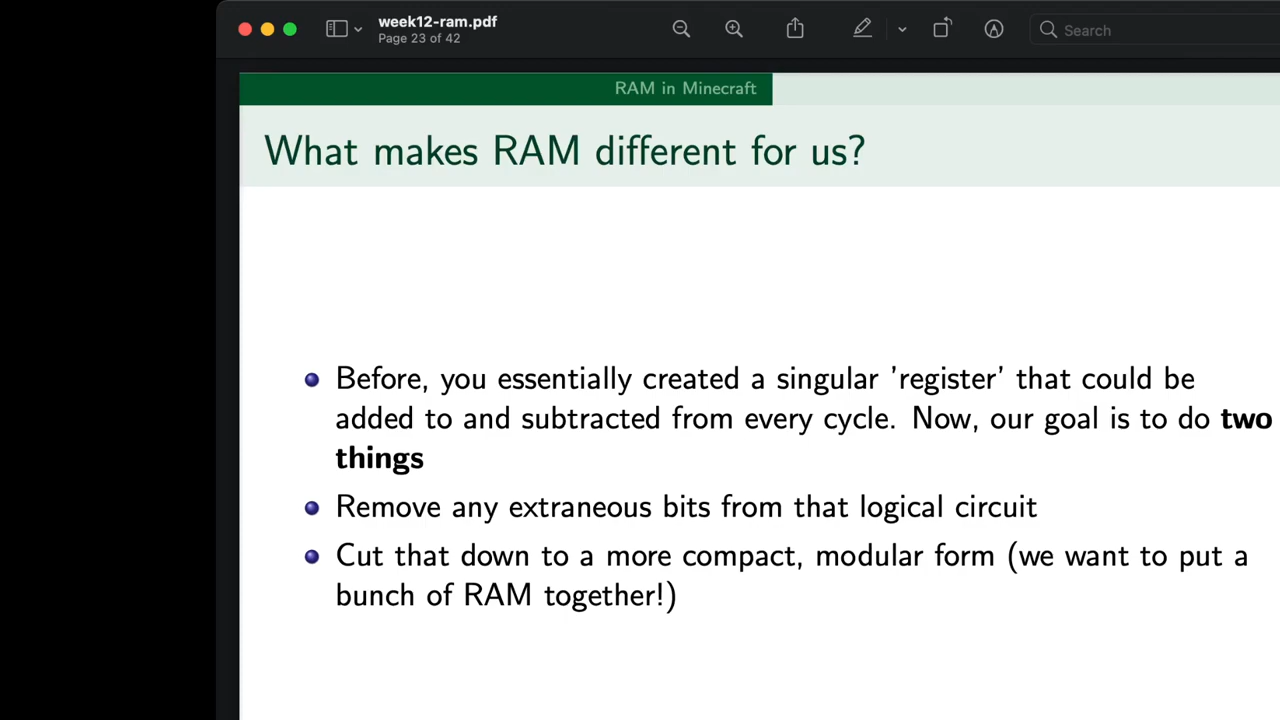 week12-ram.pdf
Page 23 of 42
Search
RAM in Minecraft
What makes RAM different for us?
Before, you essentially created a singular 'register' that could be
added to and subtracted from every cycle. Now, our goal is to do two
things
Remove any extraneous bits from that logical circuit
Cut that down to a more compact, modular form (we want to put a
bunch of RAM together!)